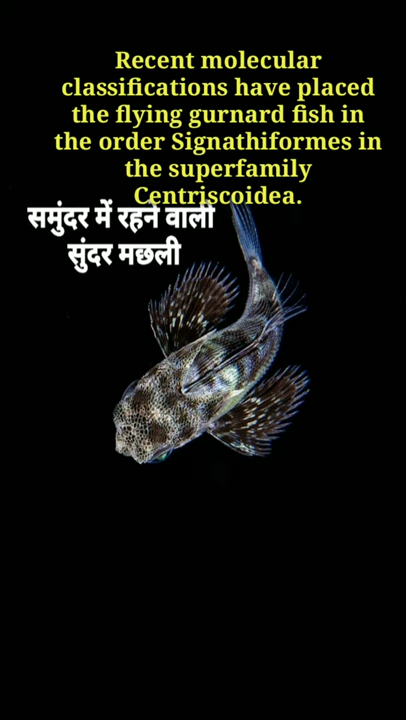 Recent molecular
classifications have placed
the flying gurnard fish in
the order Signathiformes in
the superfamily
Centriscoidea.
समुंदर में रहने वाली
सुंदर मछली